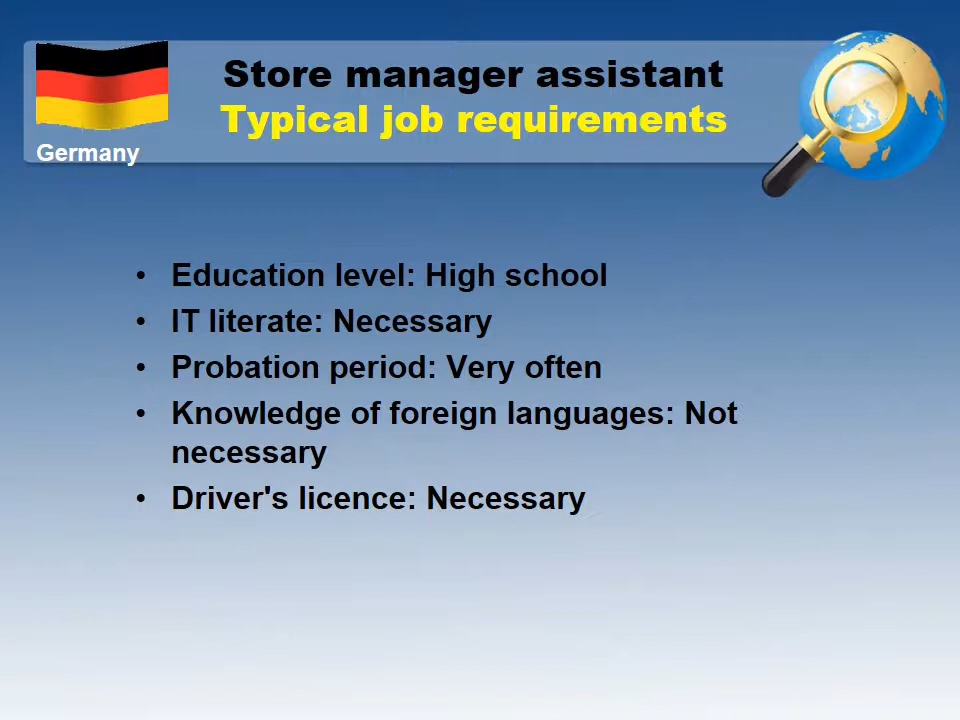 Store manager assistant
Typical job requirements
Germany
• Education level: High school
• IT literate: Necessary
• Probation period: Very often
• Knowledge of foreign languages: Not
necessary
• Driver's licence: Necessary